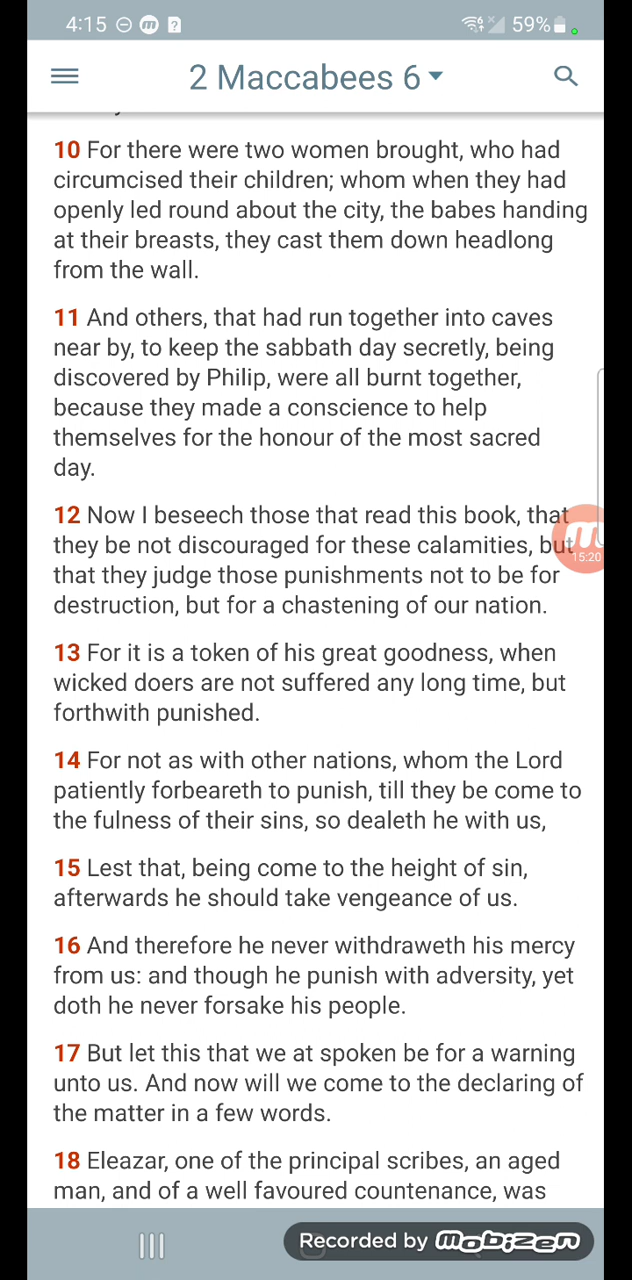 4:15 59%
2 Maccabees 6
10 For there were two women brought, who had
circumcised their children; whom when they had
openly led round about the city, the babes handing
at their breasts, they cast them down headlong
from the wall.
11 And others, that had run together into caves
near by, to keep the sabbath day secretly, being
discovered by Philip, were all burnt together,
because they made a conscience to help
themselves for the honour of the most sacred
day.
12 Now I beseech those that read this book, that
they be not discouraged for these calamities, but
15:20
that they judge those punishments not to be for
destruction, but for a chastening of our nation.
13 For it is a token of his great goodness, when
wicked doers are not suffered any long time, but
forthwith punished.
14 For not as with other nations, whom the Lord
patiently forbeareth to punish, till they be come to
the fulness of their sins, so dealeth he with us,
15 Lest that, being come to the height of sin,
afterwards he should take vengeance of us.
16 And therefore he never withdraweth his mercy
from us: and though he punish with adversity, yet
doth he never forsake his people.
17 But let this that we at spoken be for a warning
unto us. And now will we come to the declaring of
the matter in a few words.
18 Eleazar, one of the principal scribes, an aged
man, and of a well favoured countenance, was
Recorded by mobizen